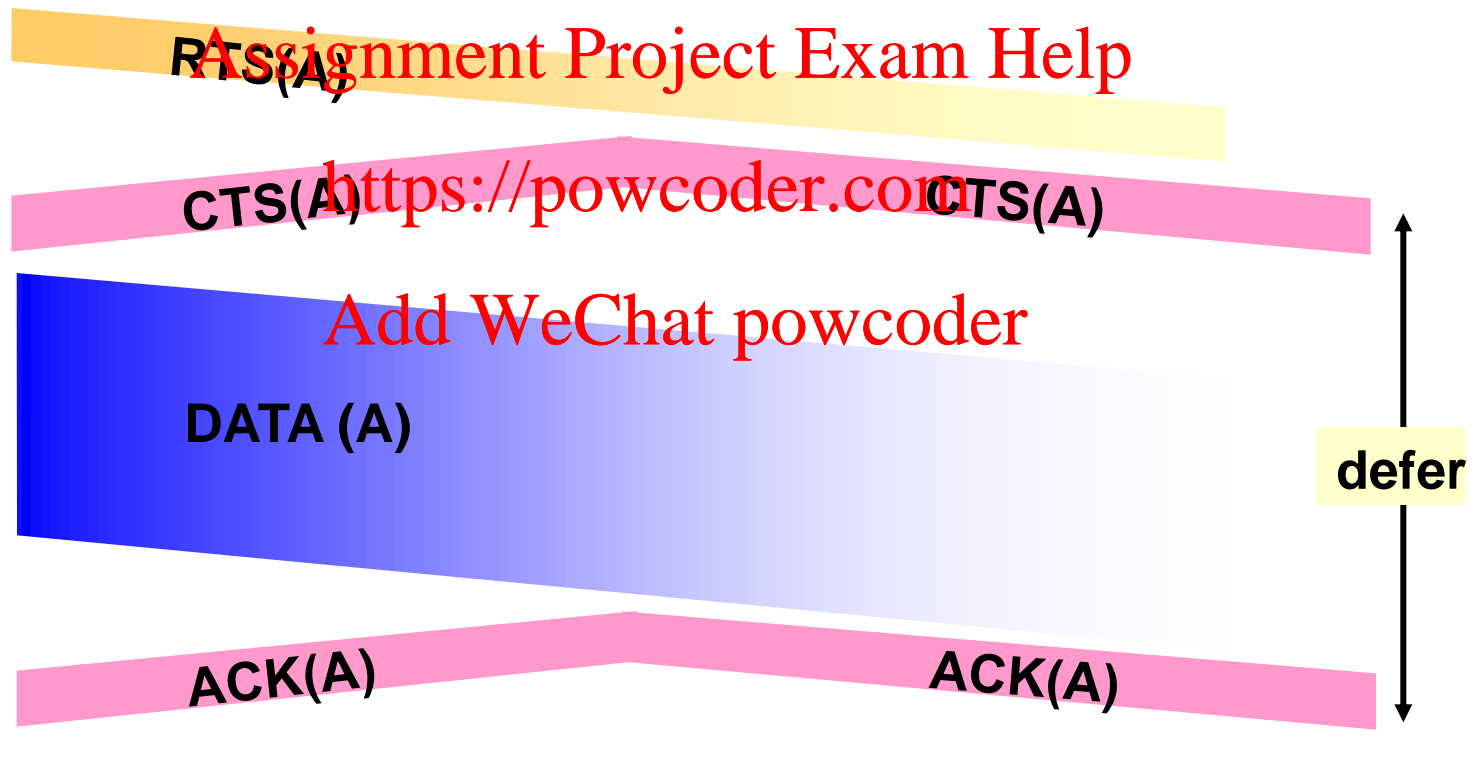 RTS(A)
Assignment Project Exam Help
CTS(A)
https://powcoder.com
CTS(A)
Add WeChat powcoder
DATA (A)
defer
ACK(A)
ACK(A)